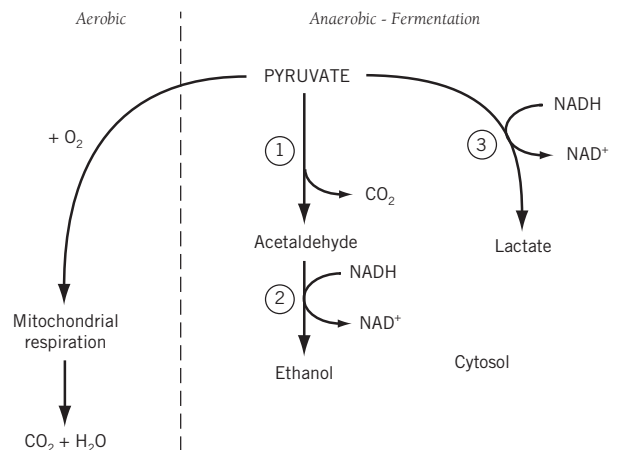 Aerobic
Anaerobic - Fermentation
PYRUVATE
NADH
+ O₂
1
3
NAD⁺
CO₂
Acetaldehyde
Lactate
NADH
2
NAD⁺
Mitochondrial
respiration
Ethanol
Cytosol
CO₂ + H₂O